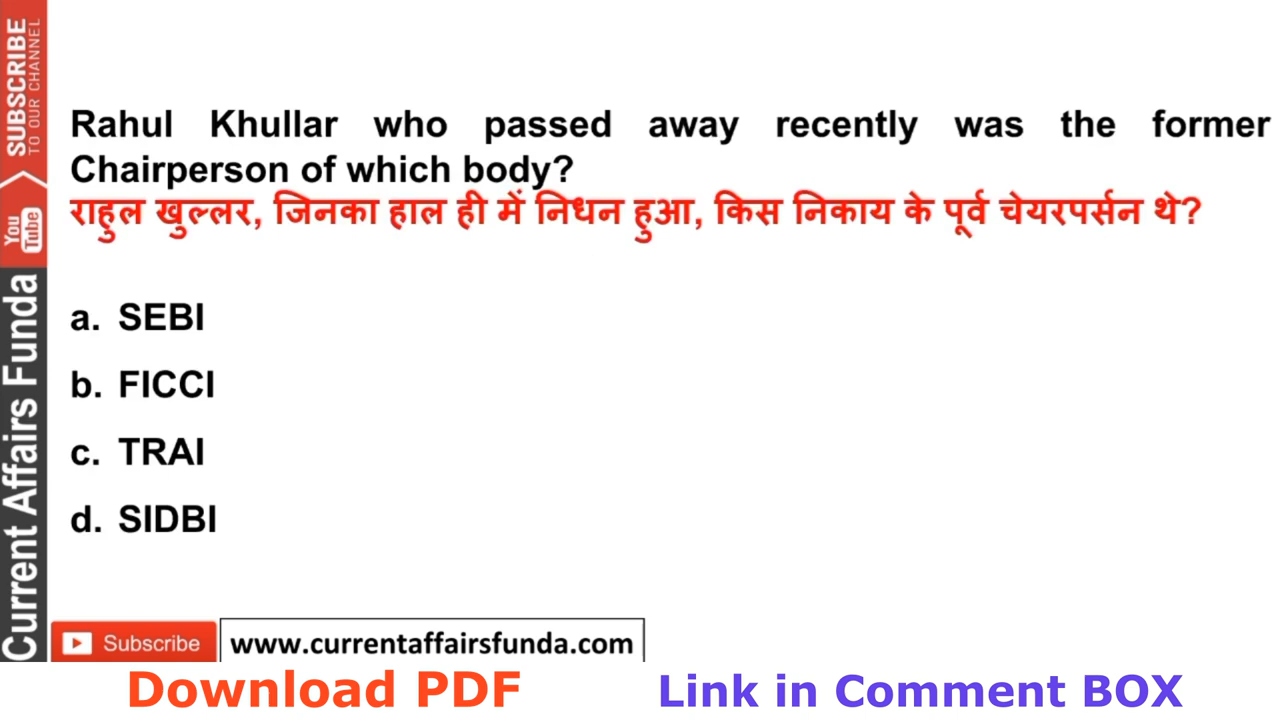 SUBSCRIBE
TO OUR CHANNEL
You
Tube
Current Affairs Funda
Rahul Khullar who passed away recently was the former
Chairperson of which body?
राहुल खुल्लर, जिनका हाल ही में निधन हुआ, किस निकाय के पूर्व चेयरपर्सन थे?
a. SEBI
b. FICCI
c. TRAI
d. SIDBI
Subscribe
www.currentaffairsfunda.com
Download PDF Link in Comment BOX